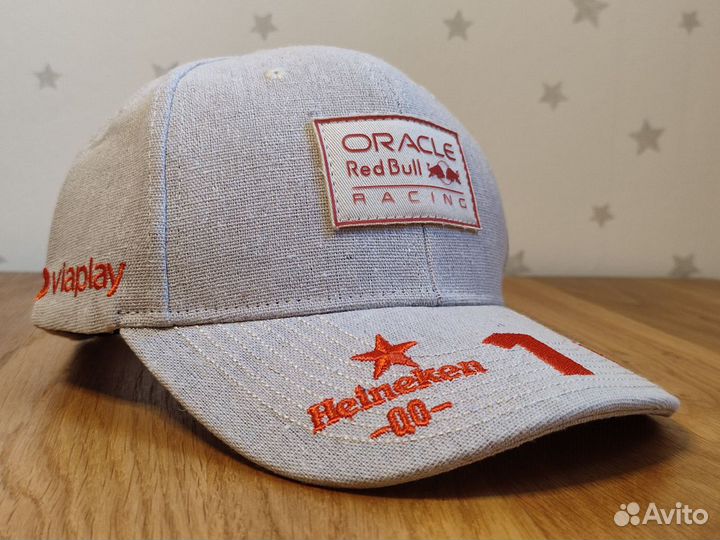 ORACLE
Red Bull
RACING
viaplay
Heineken
0.0
1
Avito